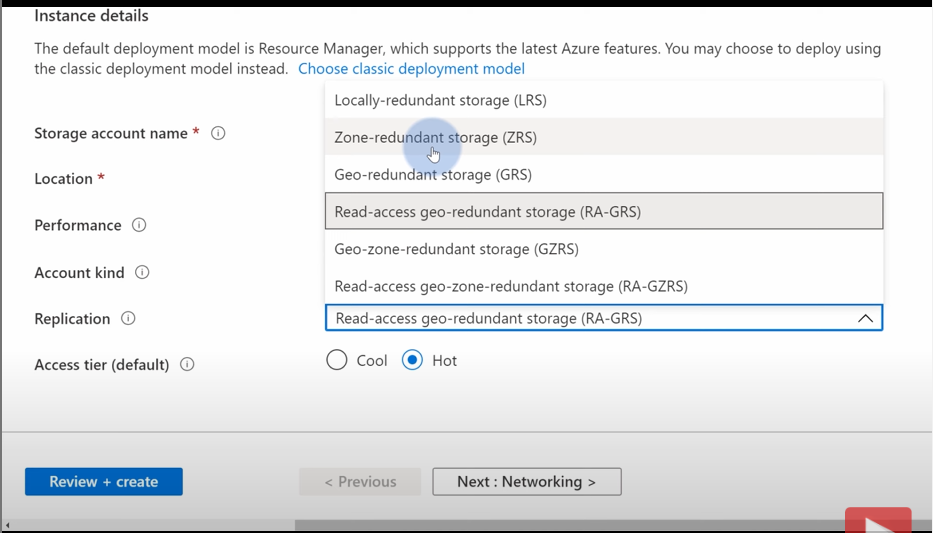 Instance details
The default deployment model is Resource Manager, which supports the latest Azure features. You may choose to deploy using
the classic deployment model instead. Choose classic deployment model
Locally-redundant storage (LRS)
Storage account name *
Zone-redundant storage (ZRS)
Location *
Geo-redundant storage (GRS)
Read-access geo-redundant storage (RA-GRS)
Performance
Geo-zone-redundant storage (GZRS)
Account kind
Read-access geo-zone-redundant storage (RA-GZRS)
Replication
Read-access geo-redundant storage (RA-GRS)
Access tier (default)
Cool Hot
Review + create
< Previous
Next : Networking >